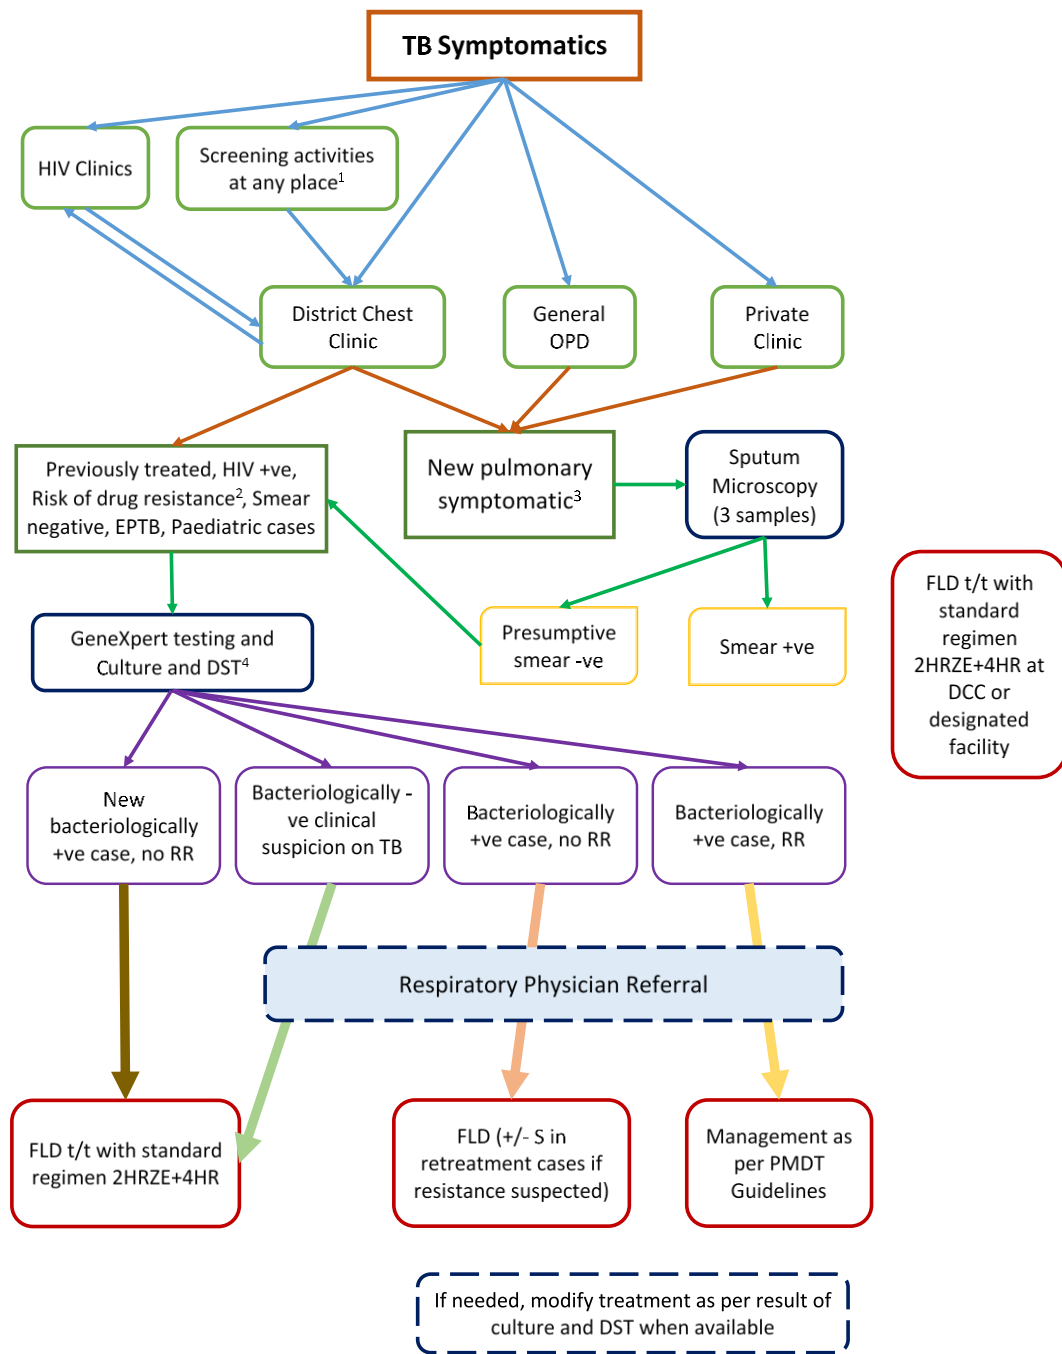 TB Symptomatics
HIV Clinics
Screening activities
at any place1
District Chest
Clinic
General
OPD
Private
Clinic
Previously treated, HIV +ve,
Risk of drug resistance2, Smear
negative, EPTB, Paediatric cases
New pulmonary
symptomatic3
Sputum
Microscopy
(3 samples)
FLD t/t with
standard
regimen
2HRZE+4HR at
DCC or
designated
facility
GeneXpert testing and
Culture and DST4
Presumptive
smear -ve
Smear +ve
New
bacteriologically
+ve case, no RR
Bacteriologically -
ve clinical
suspicion on TB
Bacteriologically
+ve case, no RR
Bacteriologically
+ve case, RR
Respiratory Physician Referral
FLD t/t with standard
regimen 2HRZE+4HR
FLD (+/- S in
retreatment cases if
resistance suspected)
Management as
per PMDT
Guidelines
If needed, modify treatment as per result of
culture and DST when available